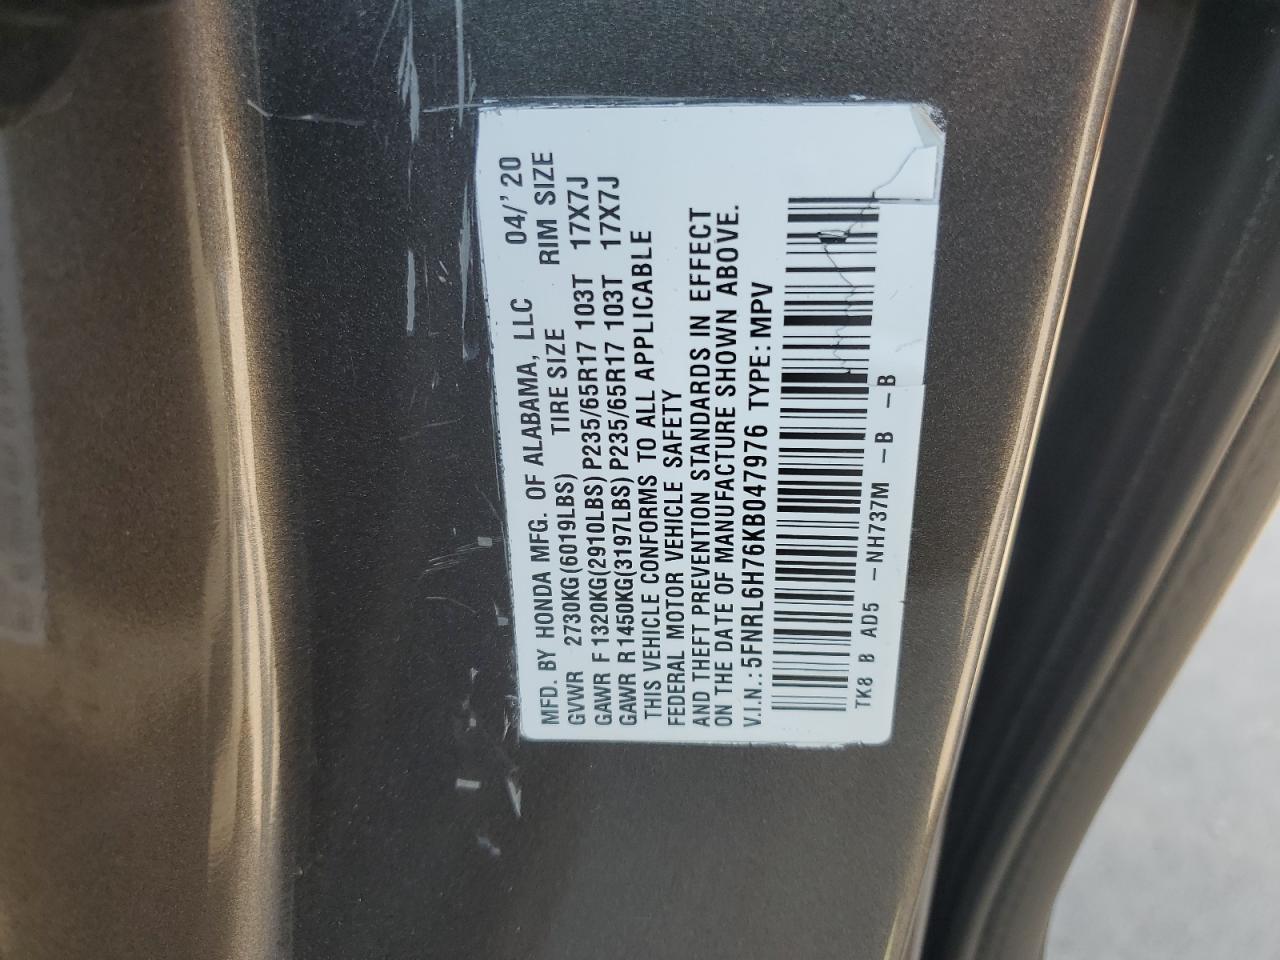 MFD. BY HONDA MFG. OF ALABAMA, LLC 04/'20
GVWR 2730KG(6019LBS) TIRE SIZE RIM SIZE
GAWR F 1320KG(2910LBS) P235/65R17 103T 17X7J
GAWR R 1450KG(3197LBS) P235/65R17 103T 17X7J
THIS VEHICLE CONFORMS TO ALL APPLICABLE
FEDERAL MOTOR VEHICLE SAFETY
AND THEFT PREVENTION STANDARDS IN EFFECT
ON THE DATE OF MANUFACTURE SHOWN ABOVE.
V.I.N.: 5FNRL6H76KB047976 TYPE: MPV
TK8 B AD5 -NH737M -B -B